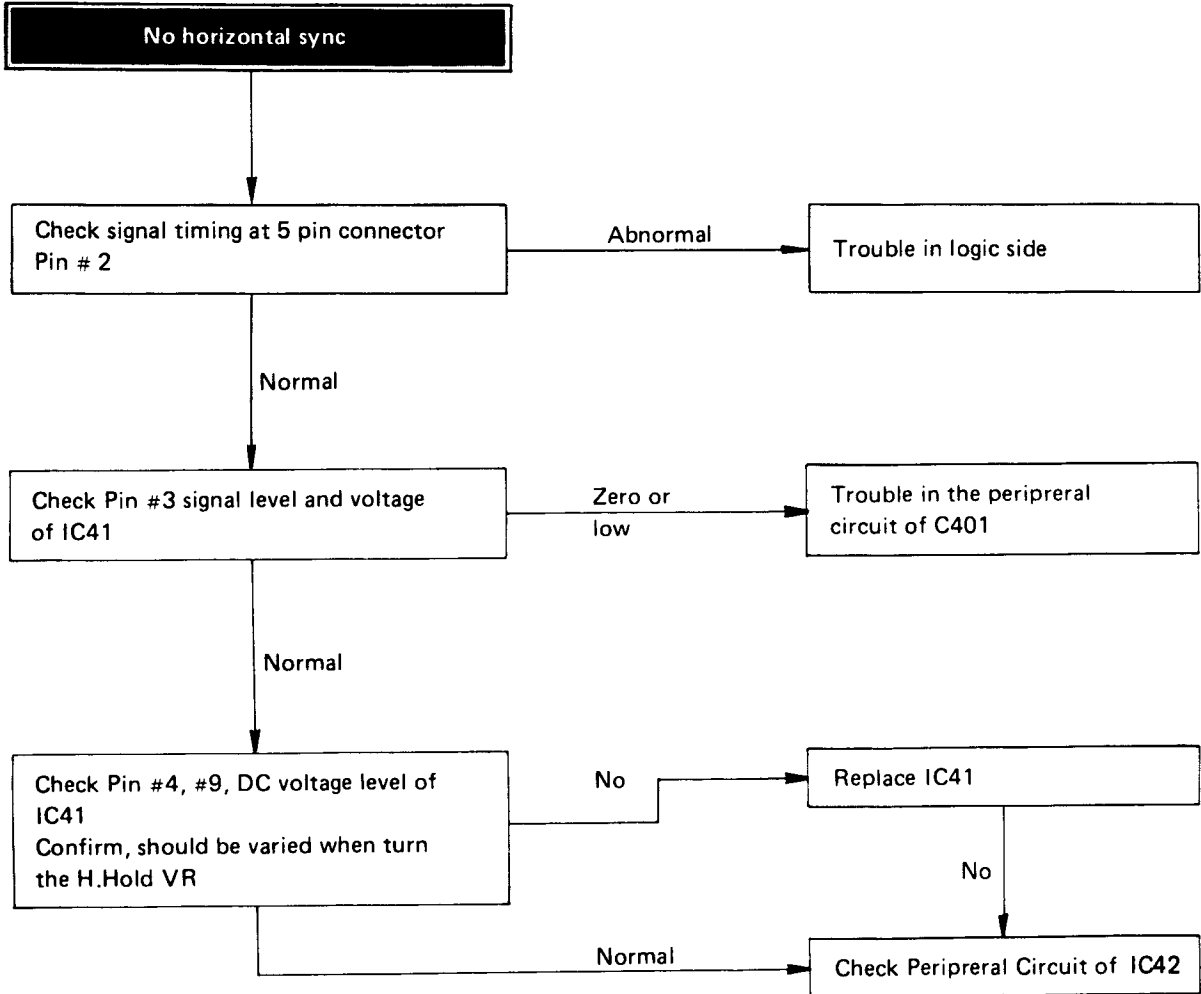 No horizontal sync
Check signal timing at 5 pin connector
Pin # 2
Abnormal
Trouble in logic side
Normal
Check Pin #3 signal level and voltage
of IC41
Zero or
low
Trouble in the peripreral
circuit of C401
Normal
Check Pin #4, #9, DC voltage level of
IC41
Confirm, should be varied when turn
the H.Hold VR
No
Replace IC41
No
Normal
Check Peripreral Circuit of IC42